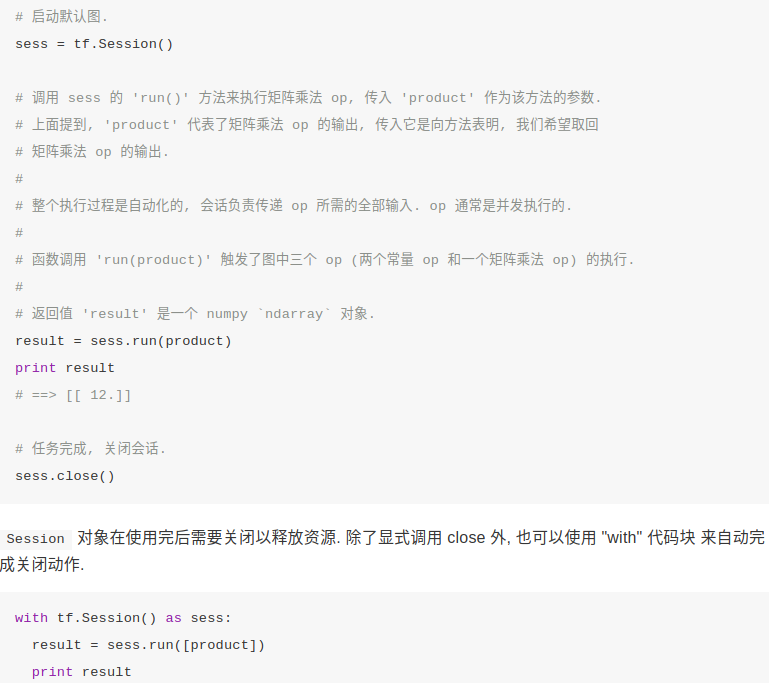 # 启动默认图.
sess = tf.Session()
# 调用 sess 的 'run()' 方法来执行矩阵乘法 op, 传入 'product' 作为该方法的参数.
# 上面提到, 'product' 代表了矩阵乘法 op 的输出, 传入它是向方法表明, 我们希望取回
# 矩阵乘法 op 的输出.
#
# 整个执行过程是自动化的, 会话负责传递 op 所需的全部输入. op 通常是并发执行的.
#
# 函数调用 'run(product)' 触发了图中三个 op (两个常量 op 和一个矩阵乘法 op) 的执行.
#
# 返回值 'result' 是一个 numpy `ndarray` 对象.
result = sess.run(product)
print result
# ==> [[ 12.]]
# 任务完成, 关闭会话.
sess.close()
Session 对象在使用完后需要关闭以释放资源. 除了显式调用 close 外, 也可以使用 "with" 代码块 来自动完
成关闭动作.
with tf.Session() as sess:
  result = sess.run([product])
  print result